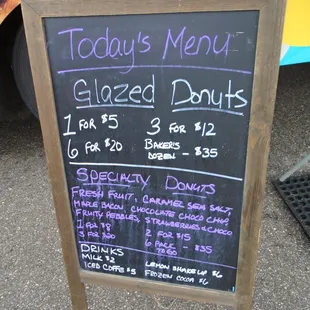 Today's Menu
Glazed Donuts
1 for $5 3 for $12
6 for $20 Baker's Dozen - $35
Specialty Donuts
Fresh Fruit, Caramel Sea Salt,
Maple Bacon Chocolate Choco Chip
Fruity Pebbles, Strawberries & Choco
1 for $8 2 for $15
3 for $20 6 Pack - $35
Drinks
Milk $2 Lemon Shake up $6
Iced Coffe $5 Frozen Cocoa $6